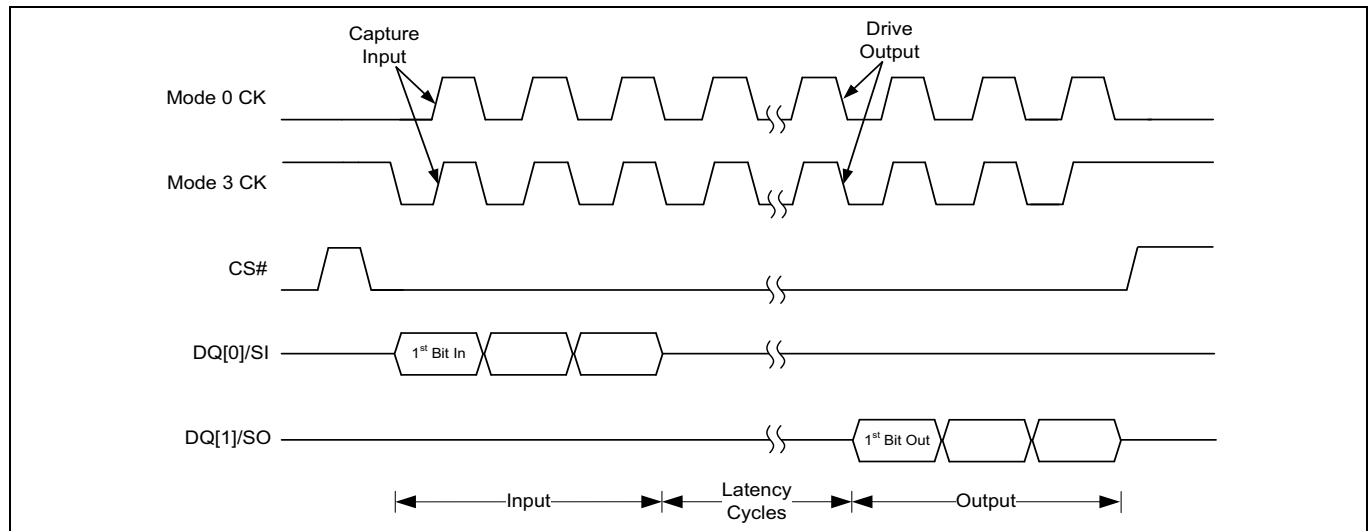 Capture
Input
Drive
Output
Mode 0 CK
Mode 3 CK
CS#
DQ[0]/SI
1st Bit In
DQ[1]/SO
1st Bit Out
Input
Latency
Cycles
Output